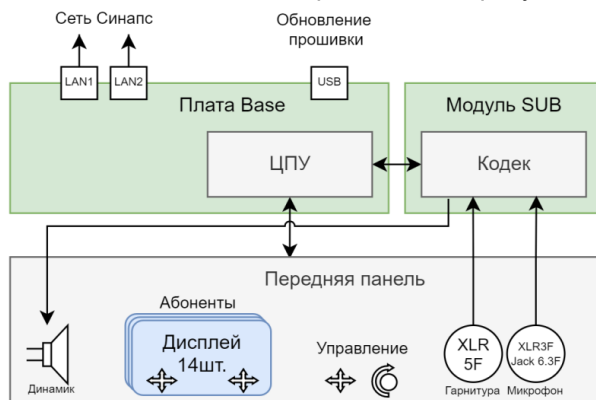 Сеть Синапс
Обновление
прошивки
LAN1
LAN2
USB
Плата Base
Модуль SUB
ЦПУ
Кодек
Передняя панель
Абоненты
Дисплей
14шт.
Управление
XLR
5F
XLR3F
Jack 6.3F
Динамик
Гарнитура
Микрофон